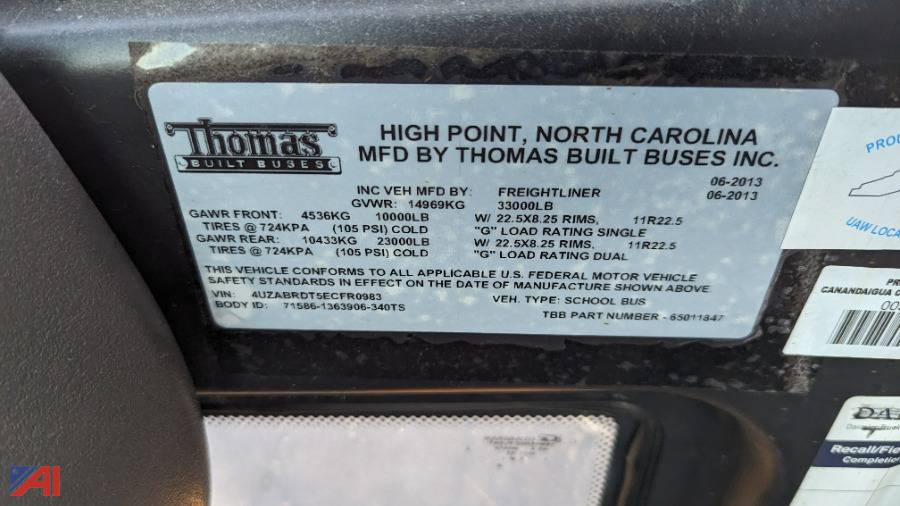 Thomas
BUILT BUSES
HIGH POINT, NORTH CAROLINA
MFD BY THOMAS BUILT BUSES INC.
06-2013
INC VEH MFD BY: FREIGHTLINER 06-2013
GVWR: 14969KG 33000LB
GAWR FRONT: 4536KG 10000LB W/ 22.5X8.25 RIMS, 11R22.5
TIRES @ 724KPA (105 PSI) COLD "G" LOAD RATING SINGLE
GAWR REAR: 10433KG 23000LB W/ 22.5X8.25 RIMS, 11R22.5
TIRES @ 724KPA (105 PSI) COLD "G" LOAD RATING DUAL
THIS VEHICLE CONFORMS TO ALL APPLICABLE U.S. FEDERAL MOTOR VEHICLE
SAFETY STANDARDS IN EFFECT ON THE DATE OF MANUFACTURE SHOWN ABOVE.
VIN: 4UZABRDT5ECFR0983 VEH. TYPE: SCHOOL BUS
BODY ID: 71586-1363906-340TS TBB PART NUMBER - 65011847
PROU
UAW LOCA
PR
CANANDAIGUA C
00
DA
Recall/Fie
Completio
AI